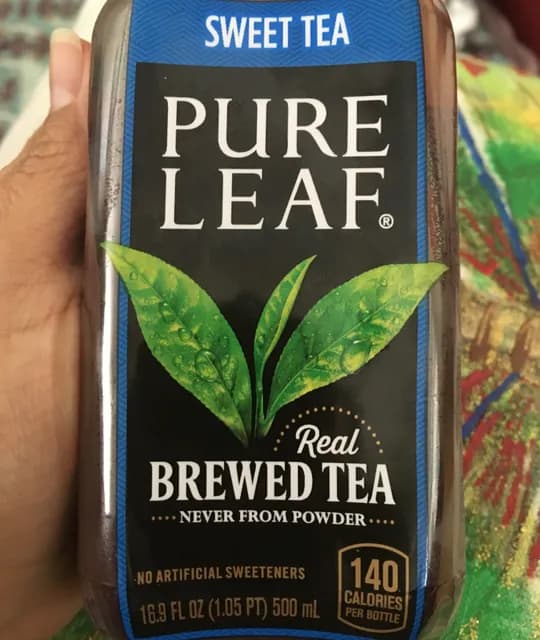 SWEET TEA
PURE
LEAF®
Real
BREWED TEA
NEVER FROM POWDER
NO ARTIFICIAL SWEETENERS
16.9 FL OZ (1.05 PT) 500 mL
140
CALORIES
PER BOTTLE